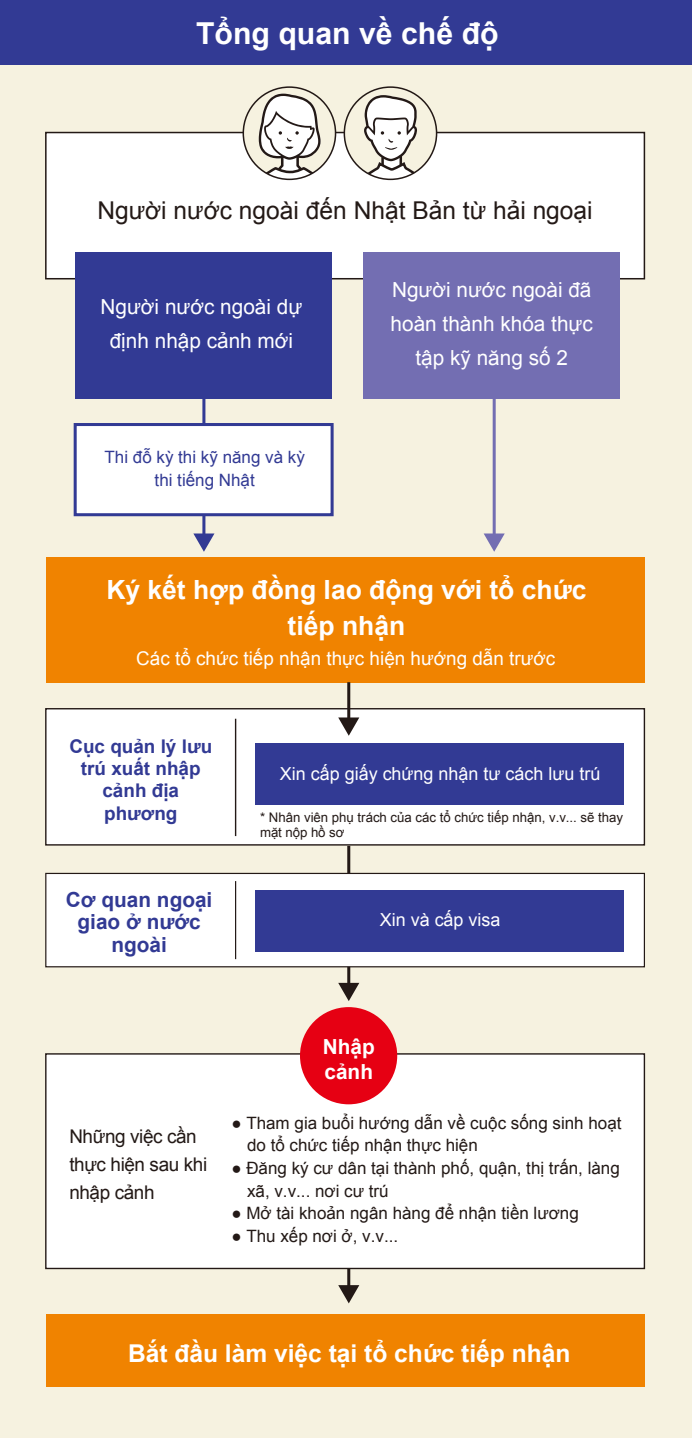 Tổng quan về chế độ
Người nước ngoài đến Nhật Bản từ hải ngoại
Người nước ngoài dự
định nhập cảnh mới
Người nước ngoài đã
hoàn thành khóa thực
tập kỹ năng số 2
Thi đỗ kỳ thi kỹ năng và kỳ
thi tiếng Nhật
Ký kết hợp đồng lao động với tổ chức
tiếp nhận
Các tổ chức tiếp nhận thực hiện hướng dẫn trước
Cục quản lý lưu
trú xuất nhập
cảnh địa
phương
Xin cấp giấy chứng nhận tư cách lưu trú
* Nhân viên phụ trách của các tổ chức tiếp nhận, v.v... sẽ thay
mặt nộp hồ sơ
Cơ quan ngoại
giao ở nước
ngoài
Xin và cấp visa
Nhập
cảnh
Những việc cần
thực hiện sau khi
nhập cảnh
● Tham gia buổi hướng dẫn về cuộc sống sinh hoạt
do tổ chức tiếp nhận thực hiện
● Đăng ký cư dân tại thành phố, quận, thị trấn, làng
xã, v.v... nơi cư trú
● Mở tài khoản ngân hàng để nhận tiền lương
● Thu xếp nơi ở, v.v...
Bắt đầu làm việc tại tổ chức tiếp nhận